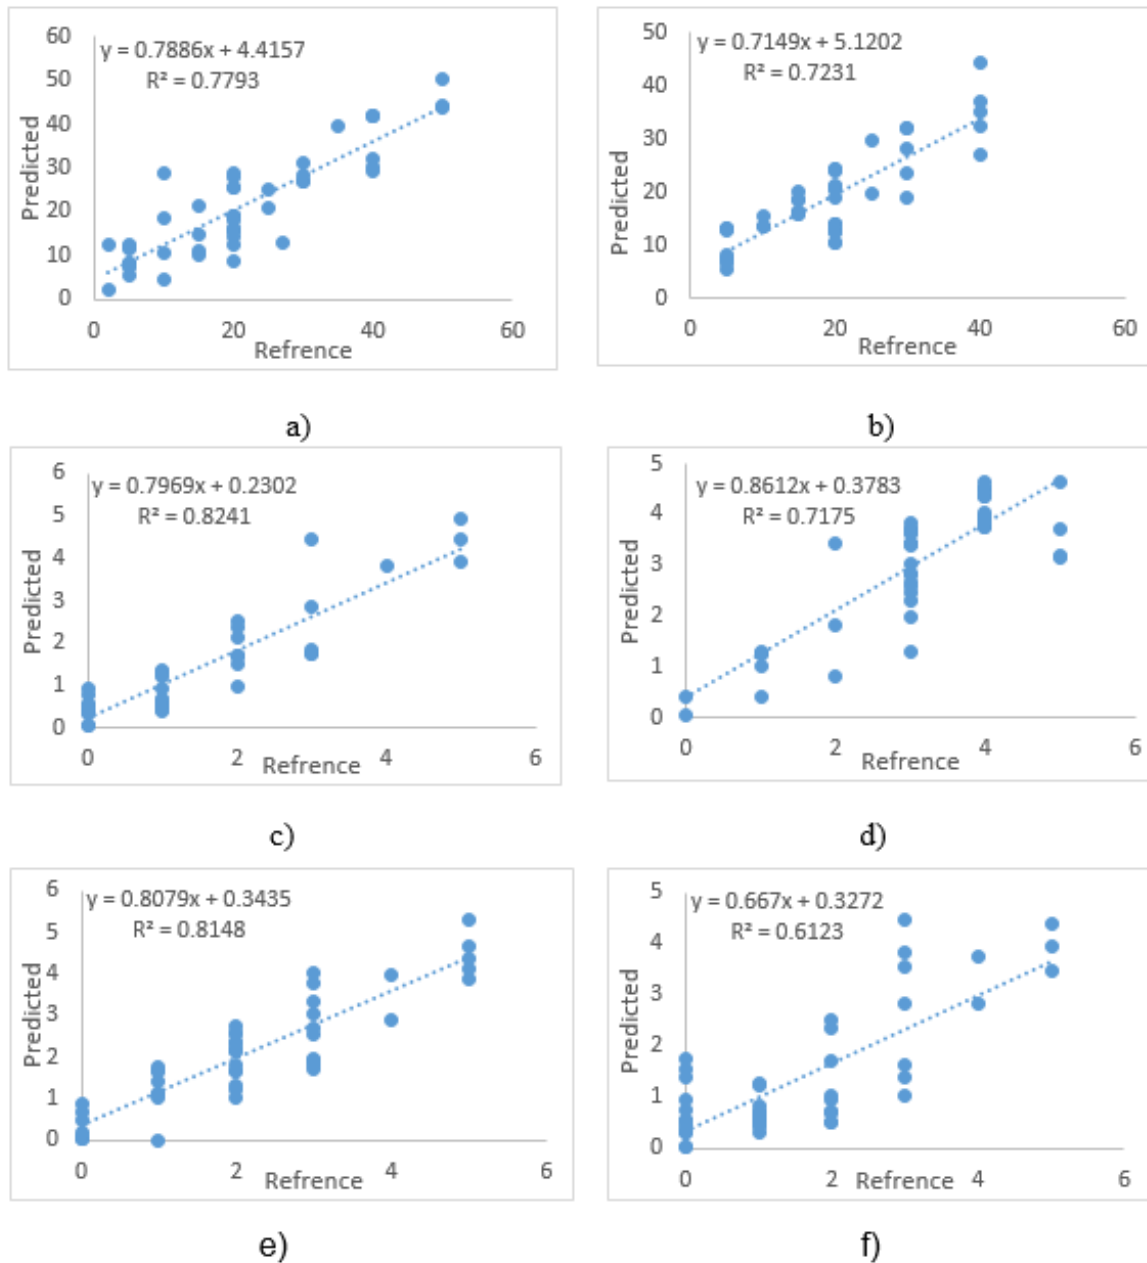 y = 0.7886x + 4.4157
R² = 0.7793
Predicted
60
50
40
30
20
10
0
0 20 40 60
Refrence
a)
y = 0.7149x + 5.1202
R² = 0.7231
Predicted
50
40
30
20
10
0
0 20 40 60
Refrence
b)
y = 0.7969x + 0.2302
R² = 0.8241
Predicted
6
5
4
3
2
1
0
0 2 4 6
Refrence
c)
y = 0.8612x + 0.3783
R² = 0.7175
Predicted
5
4
3
2
1
0
0 2 4 6
Refrence
d)
y = 0.8079x + 0.3435
R² = 0.8148
Predicted
6
5
4
3
2
1
0
0 2 4 6
Refrence
e)
y = 0.667x + 0.3272
R² = 0.6123
Predicted
5
4
3
2
1
0
0 2 4 6
Refrence
f)